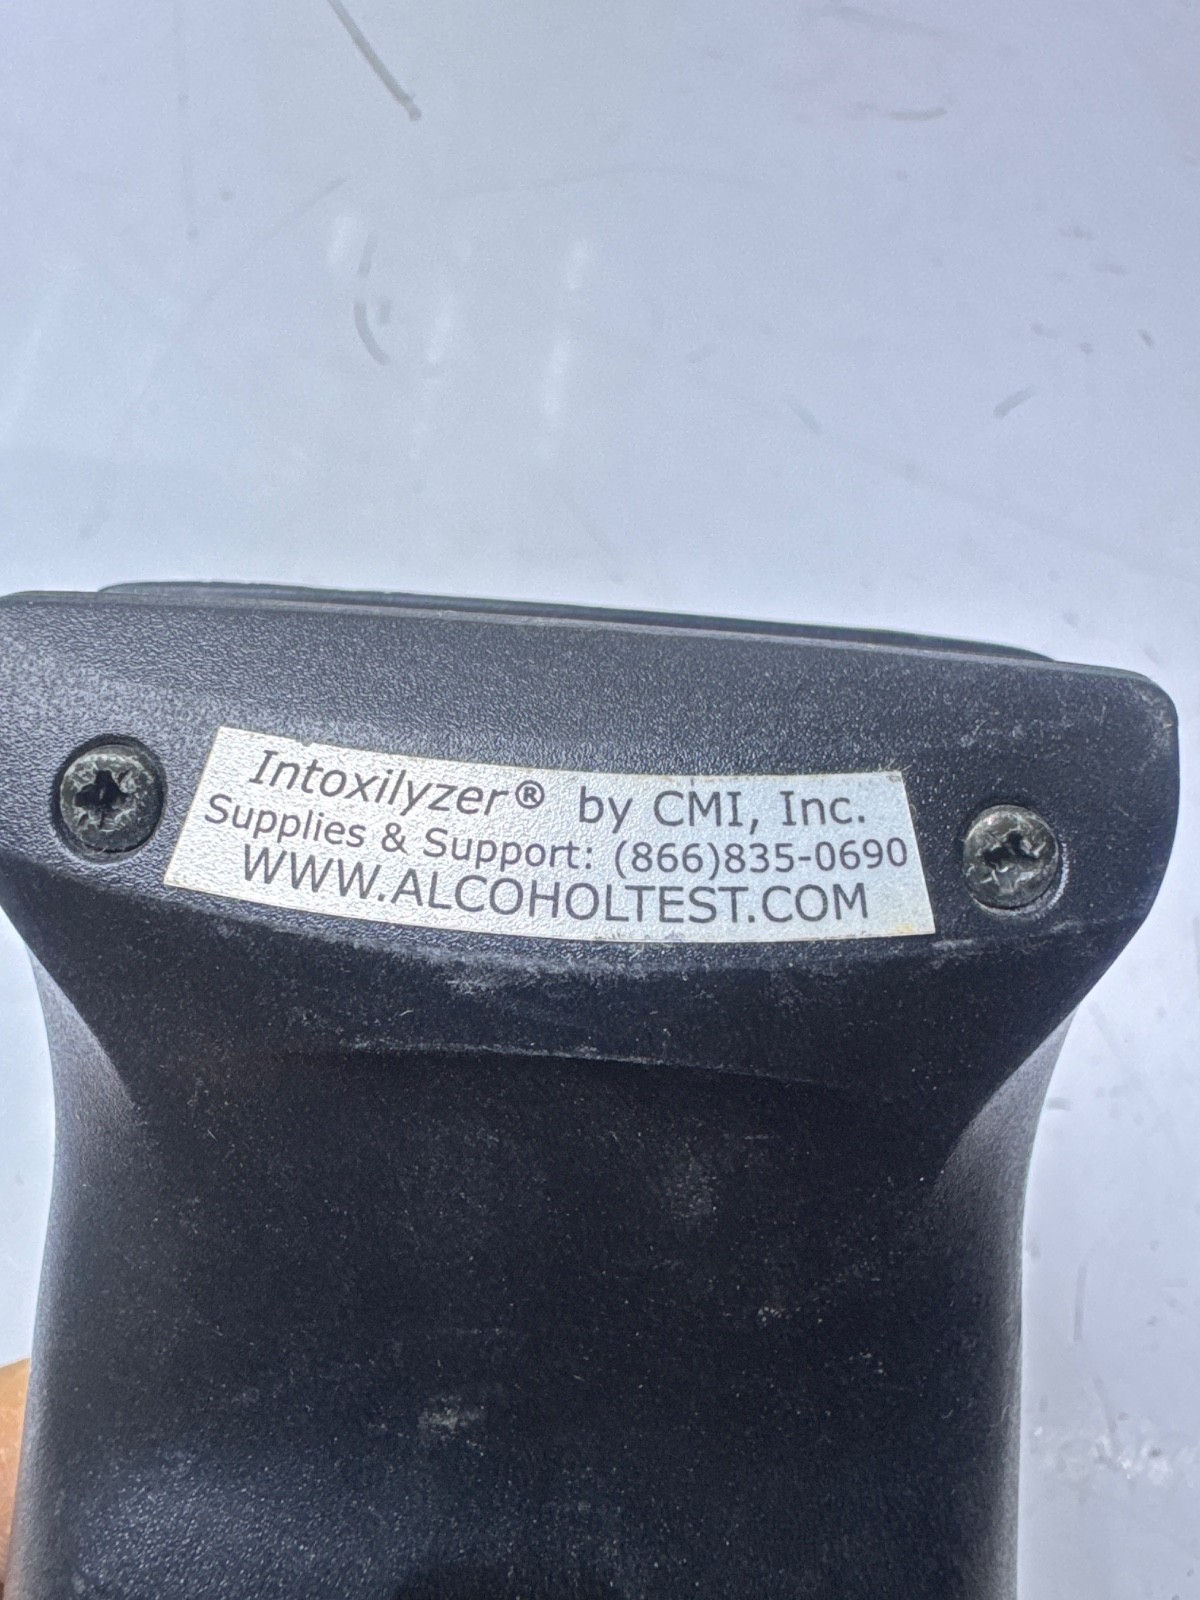 Intoxilyzer® by CMI, Inc.
Supplies & Support: (866)835-0690
WWW.ALCOHOLTEST.COM